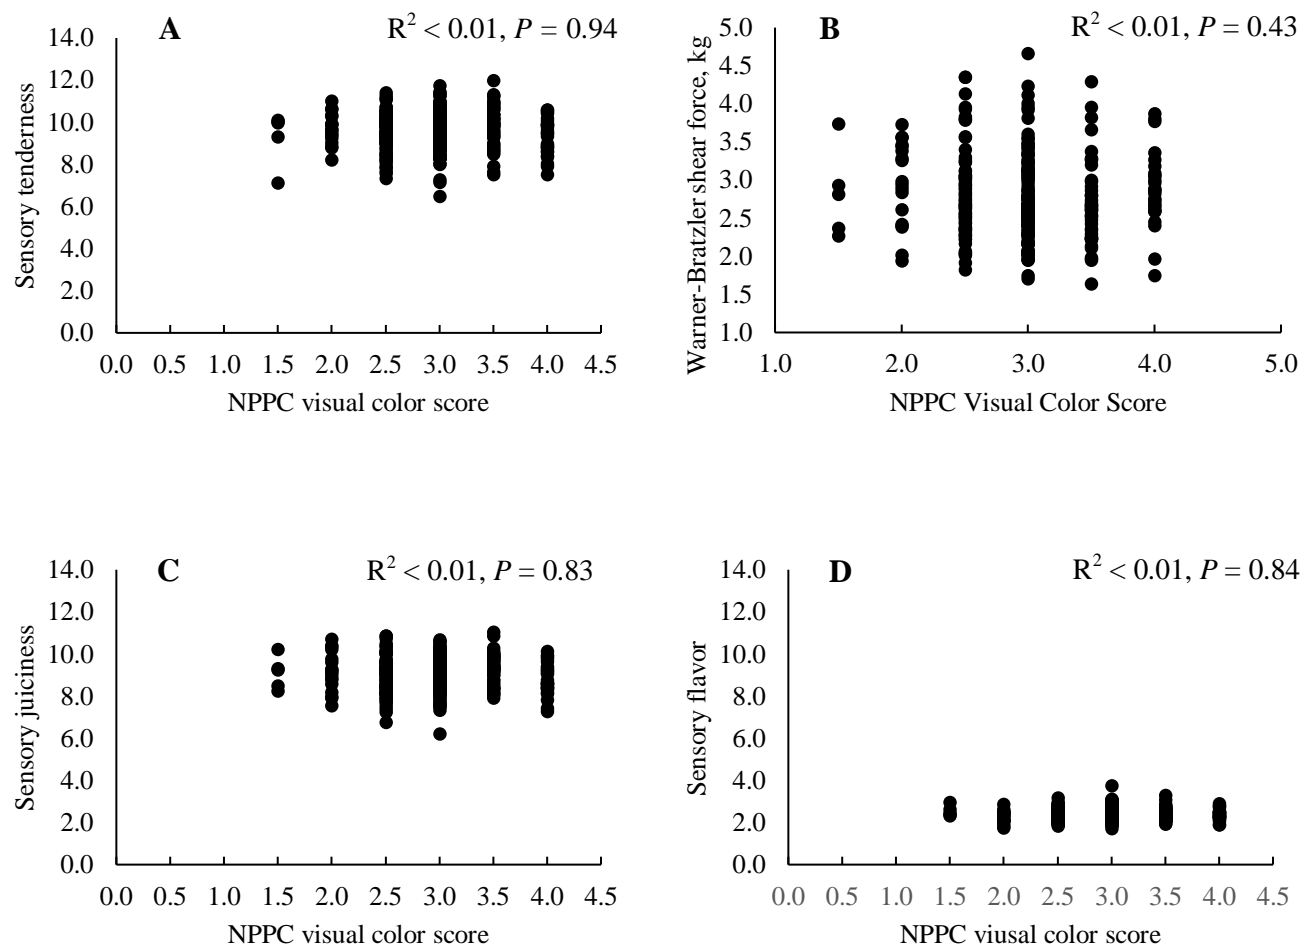 A
R² < 0.01, P = 0.94
14.0
12.0
10.0
8.0
6.0
4.0
2.0
0.0
Sensory tenderness
0.0 0.5 1.0 1.5 2.0 2.5 3.0 3.5 4.0 4.5
NPPC visual color score
B
R² < 0.01, P = 0.43
5.0
4.5
4.0
3.5
3.0
2.5
2.0
1.5
1.0
Warner-Bratzler shear force, kg
1.0 2.0 3.0 4.0 5.0
NPPC Visual Color Score
C
R² < 0.01, P = 0.83
14.0
12.0
10.0
8.0
6.0
4.0
2.0
0.0
Sensory juiciness
0.0 0.5 1.0 1.5 2.0 2.5 3.0 3.5 4.0 4.5
NPPC visual color score
D
R² < 0.01, P = 0.84
14.0
12.0
10.0
8.0
6.0
4.0
2.0
0.0
Sensory flavor
0.0 0.5 1.0 1.5 2.0 2.5 3.0 3.5 4.0 4.5
NPPC viusual color score